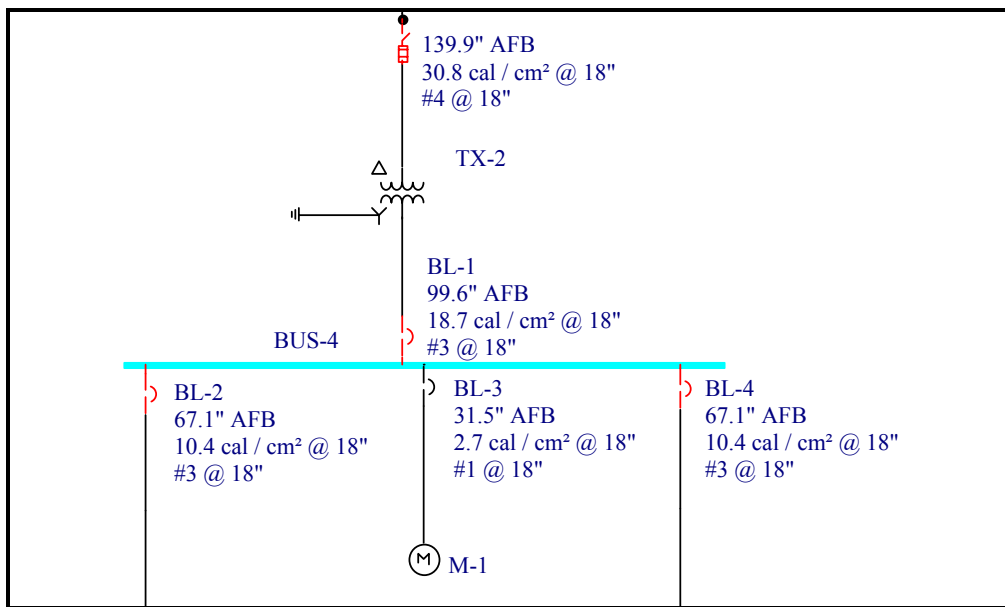 139.9" AFB
30.8 cal / cm² @ 18"
#4 @ 18"
TX-2
BL-1
99.6" AFB
18.7 cal / cm² @ 18"
#3 @ 18"
BUS-4
BL-2
67.1" AFB
10.4 cal / cm² @ 18"
#3 @ 18"
BL-3
31.5" AFB
2.7 cal / cm² @ 18"
#1 @ 18"
BL-4
67.1" AFB
10.4 cal / cm² @ 18"
#3 @ 18"
M
M-1